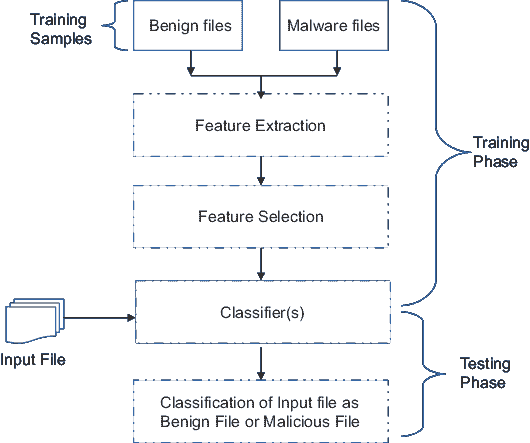 Training
Samples
Benign files
Malware files
Feature Extraction
Training
Phase
Feature Selection
Classifier(s)
Input File
Testing
Phase
Classification of Input file as
Benign File or Malicious File